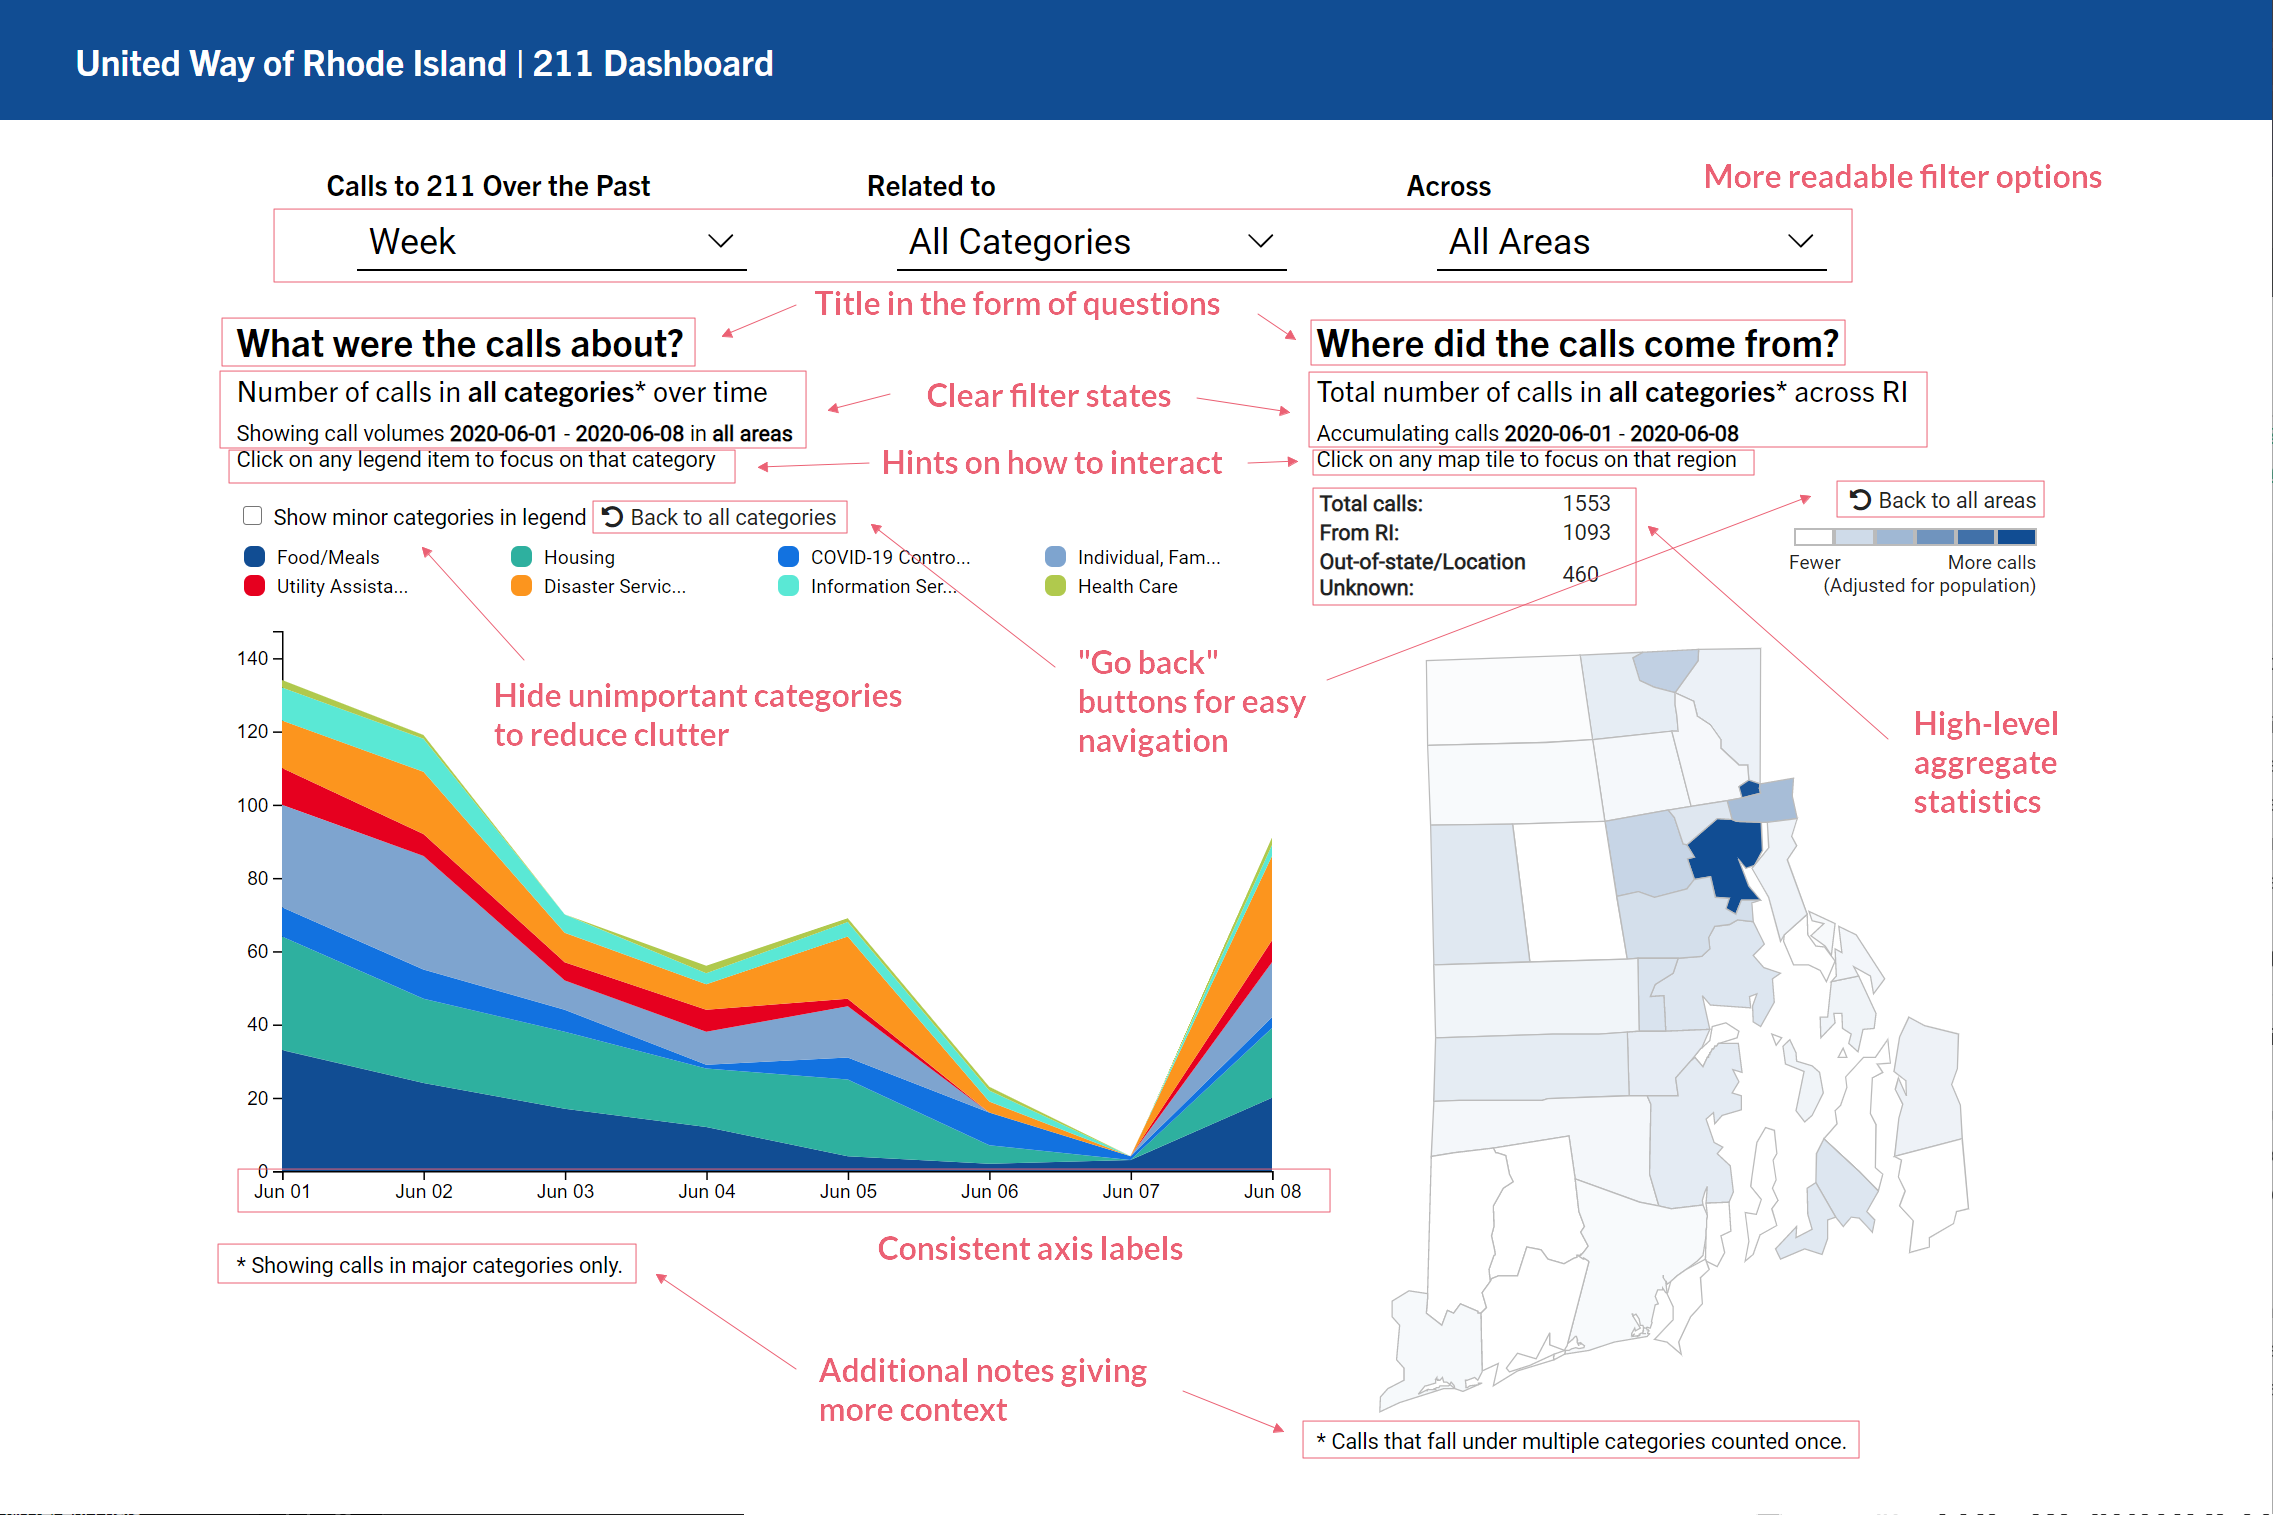 United Way of Rhode Island | 211 Dashboard
Calls to 211 Over the Past
Related to
Across
More readable filter options
Week
All Categories
All Areas
Title in the form of questions
What were the calls about?
Where did the calls come from?
Number of calls in all categories* over time
Clear filter states
Total number of calls in all categories* across RI
Showing call volumes 2020-06-01 - 2020-06-08 in all areas
Accumulating calls 2020-06-01 - 2020-06-08
Click on any legend item to focus on that category
Hints on how to interact
Click on any map tile to focus on that region
Show minor categories in legend
Back to all categories
Total calls: 1553
From RI: 1093
Out-of-state/Location
Unknown: 460
Back to all areas
Fewer
More calls
(Adjusted for population)
Food/Meals
Housing
COVID-19 Contro...
Individual, Fam...
Utility Assista...
Disaster Servic...
Information Ser...
Health Care
"Go back"
buttons for easy
navigation
Hide unimportant categories
to reduce clutter
High-level
aggregate
statistics
140
120
100
80
60
40
20
0
Jun 01
Jun 02
Jun 03
Jun 04
Jun 05
Jun 06
Jun 07
Jun 08
Consistent axis labels
* Showing calls in major categories only.
Additional notes giving
more context
* Calls that fall under multiple categories counted once.